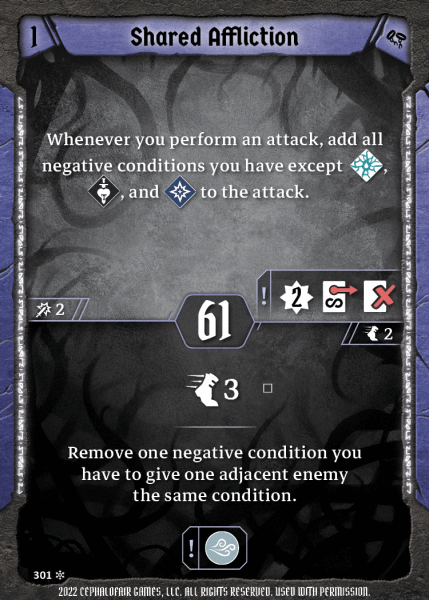 1
Shared Affliction
Whenever you perform an attack, add all
negative conditions you have except ,
, and to the attack.
! 2
2
61
2
3
Remove one negative condition you
have to give one adjacent enemy
the same condition.
!
301
2022 CEPHALOFAIR GAMES, LLC. ALL RIGHTS RESERVED. USED WITH PERMISSION.